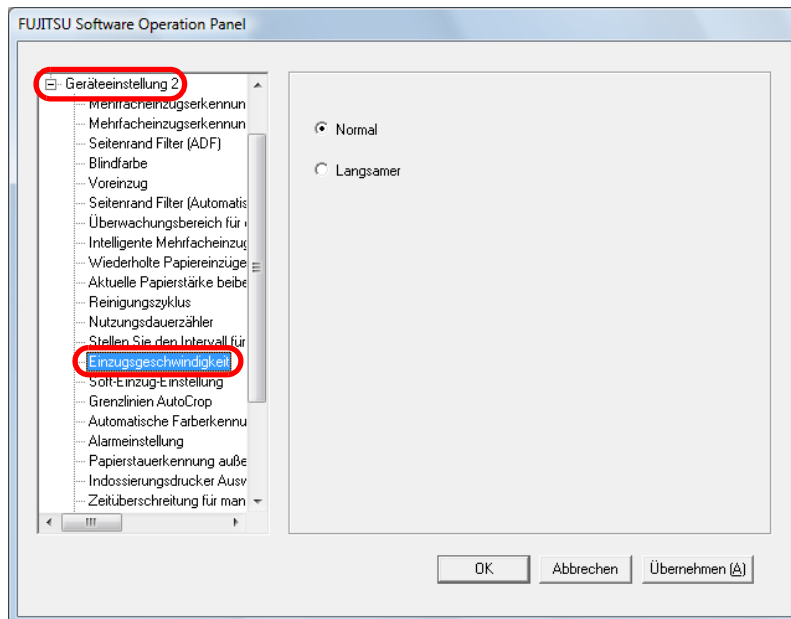 FUJITSU Software Operation Panel
Geräteeinstellung 2
Mehrfacheinzugserkennun
Mehrfacheinzugserkennun
Seitenrand Filter (ADF)
Blindfarbe
Voreinzug
Seitenrand Filter (Automatis
Überwachungsbereich für
Intelligente Mehrfacheinzug
Wiederholte Papiereinzüge
Aktuelle Papierstärke beibe
Reinigungszyklus
Nutzungsdauerzähler
Stellen Sie den Intervall für
Einzugsgeschwindigkeit
Soft-Einzug-Einstellung
Grenzlinien AutoCrop
Automatische Farberkennu
Alarmeinstellung
Papierstauerkennung auße
Indossierungsdrucker Ausw
Zeitüberschreitung für man
Normal
Langsamer
OK
Abbrechen
Übernehmen (A)